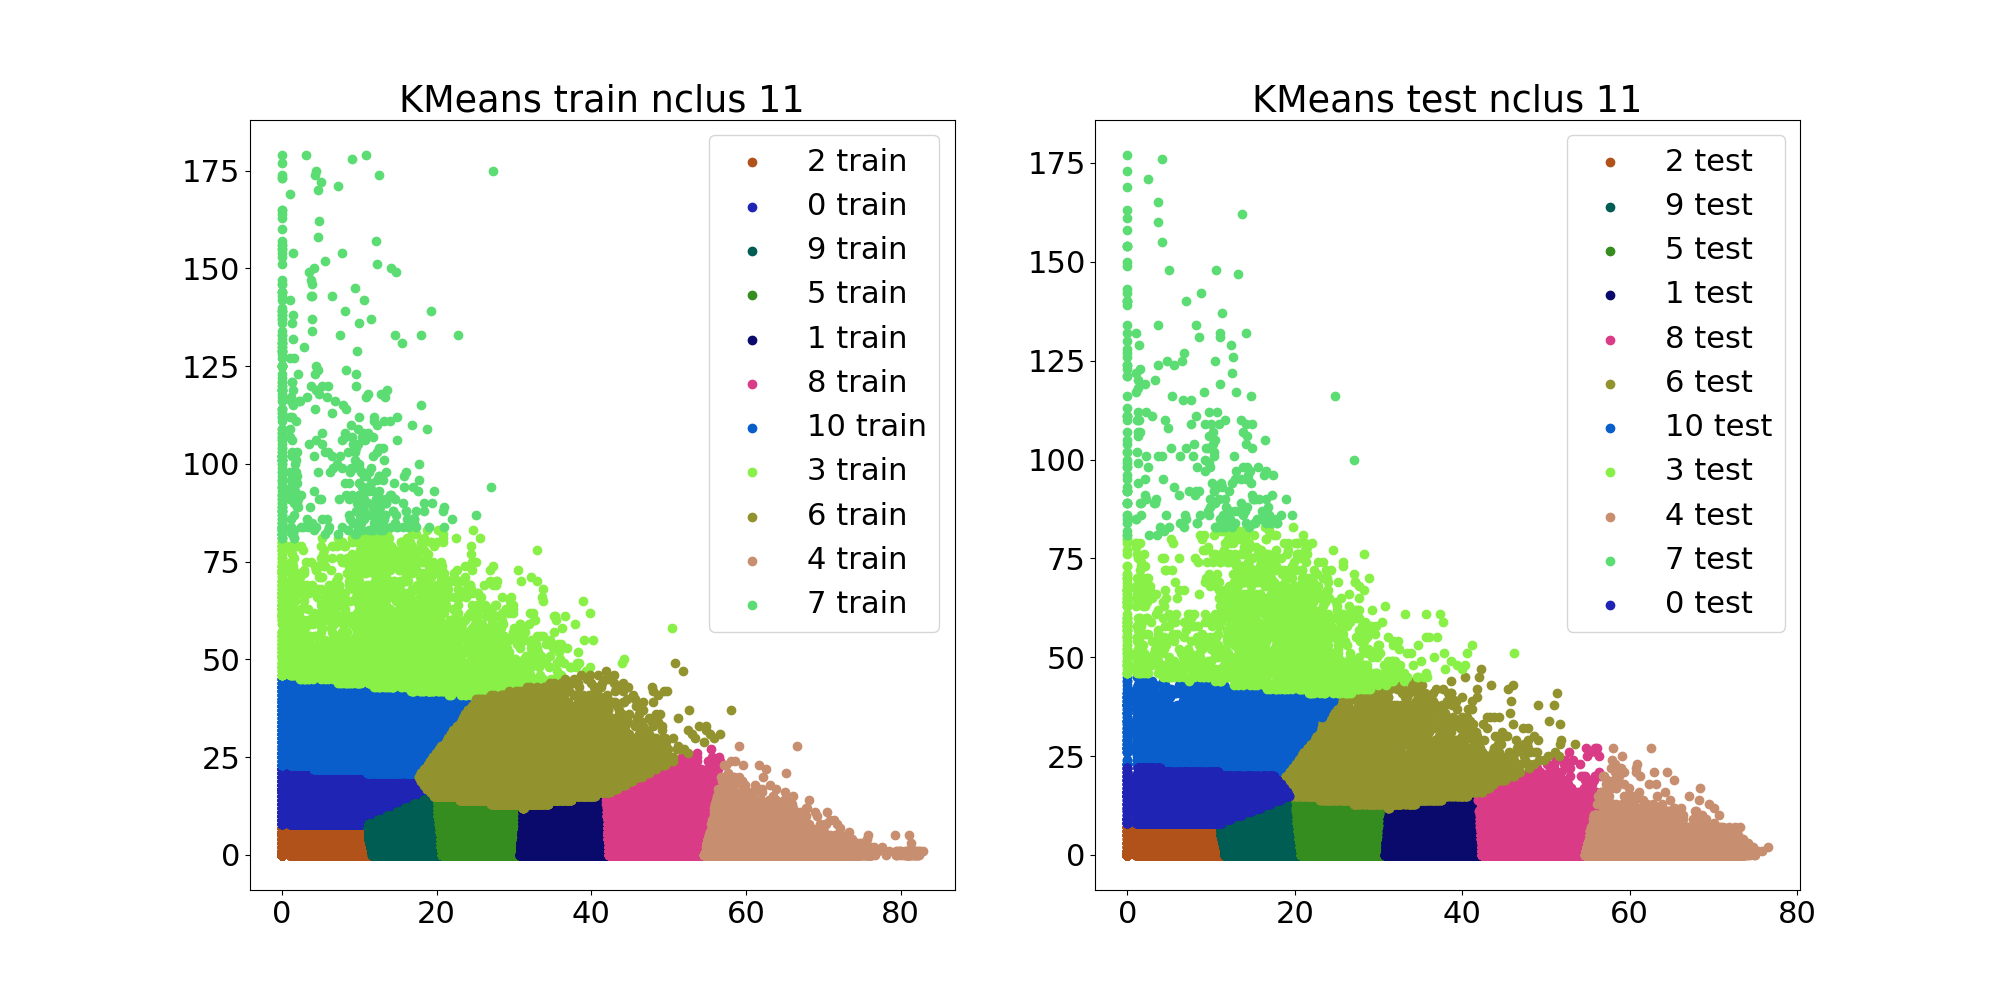 KMeans train nclus 11
175
150
125
100
75
50
25
0
0 20 40 60 80
2 train
0 train
9 train
5 train
1 train
8 train
10 train
3 train
6 train
4 train
7 train
KMeans test nclus 11
175
150
125
100
75
50
25
0
0 20 40 60 80
2 test
9 test
5 test
1 test
8 test
6 test
10 test
3 test
4 test
7 test
0 test